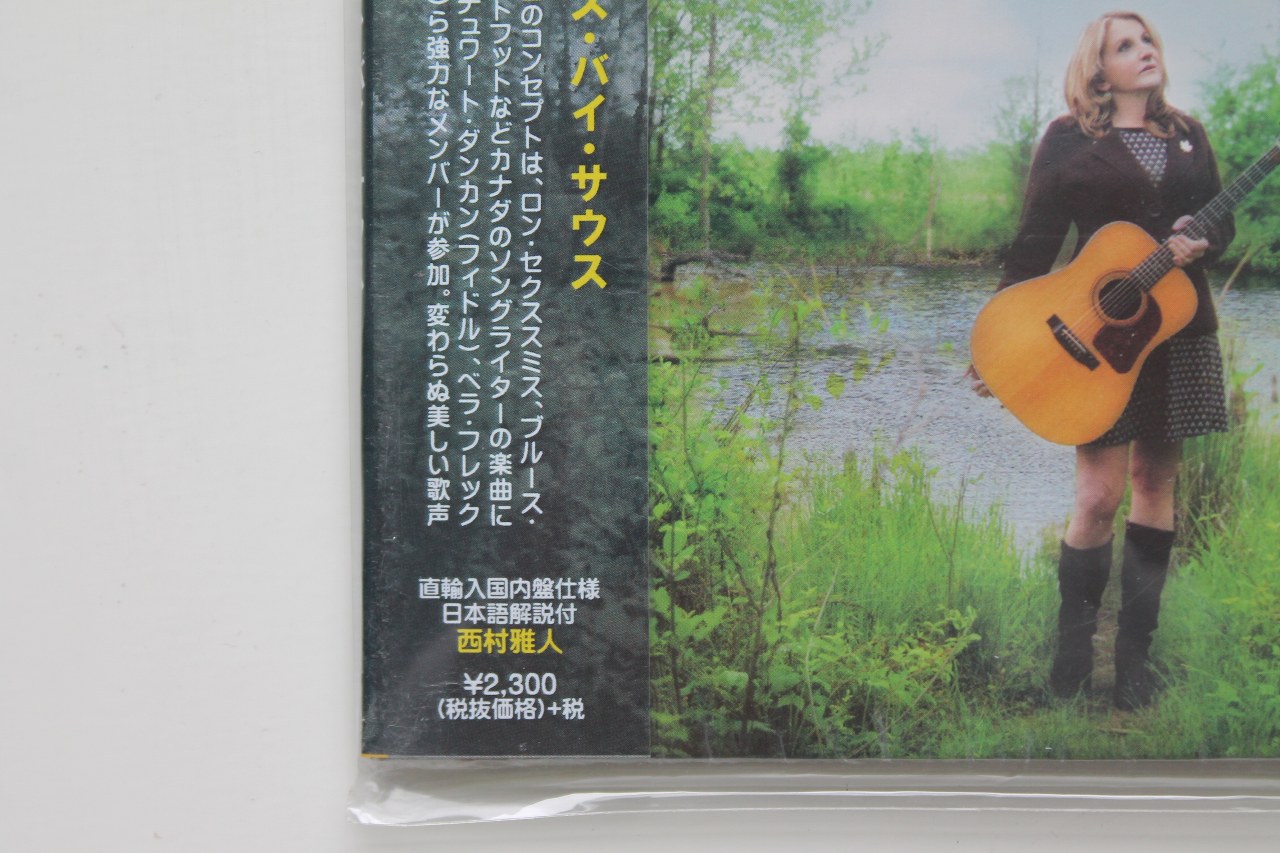 ス・バイ・サウス
のコンセプトは、ロン・セクススミス、ブルース・
トフットなどカナダのソングライターの楽曲に
チュワート・ダンカン(フィドル)、ベラ・フレック
ら強力なメンバーが参加。変わらぬ美しい歌声
直輸入国内盤仕様
日本語解説付
西村雅人
¥2,300
(税抜価格)+税